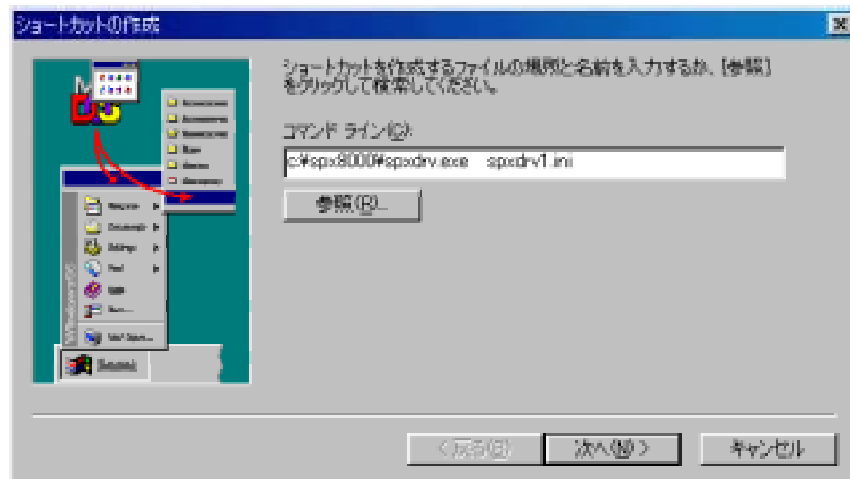 ショートカットの作成
ショートカットを作成するファイルの場所と名前を入力するか、[参照]
をクリックして検索してください。
コマンド ライン(C):
c:¥spx8000¥spxdrv.exe spxdrv1.ini
参照(R)...
< 戻る(B)
次へ(N) >
キャンセル